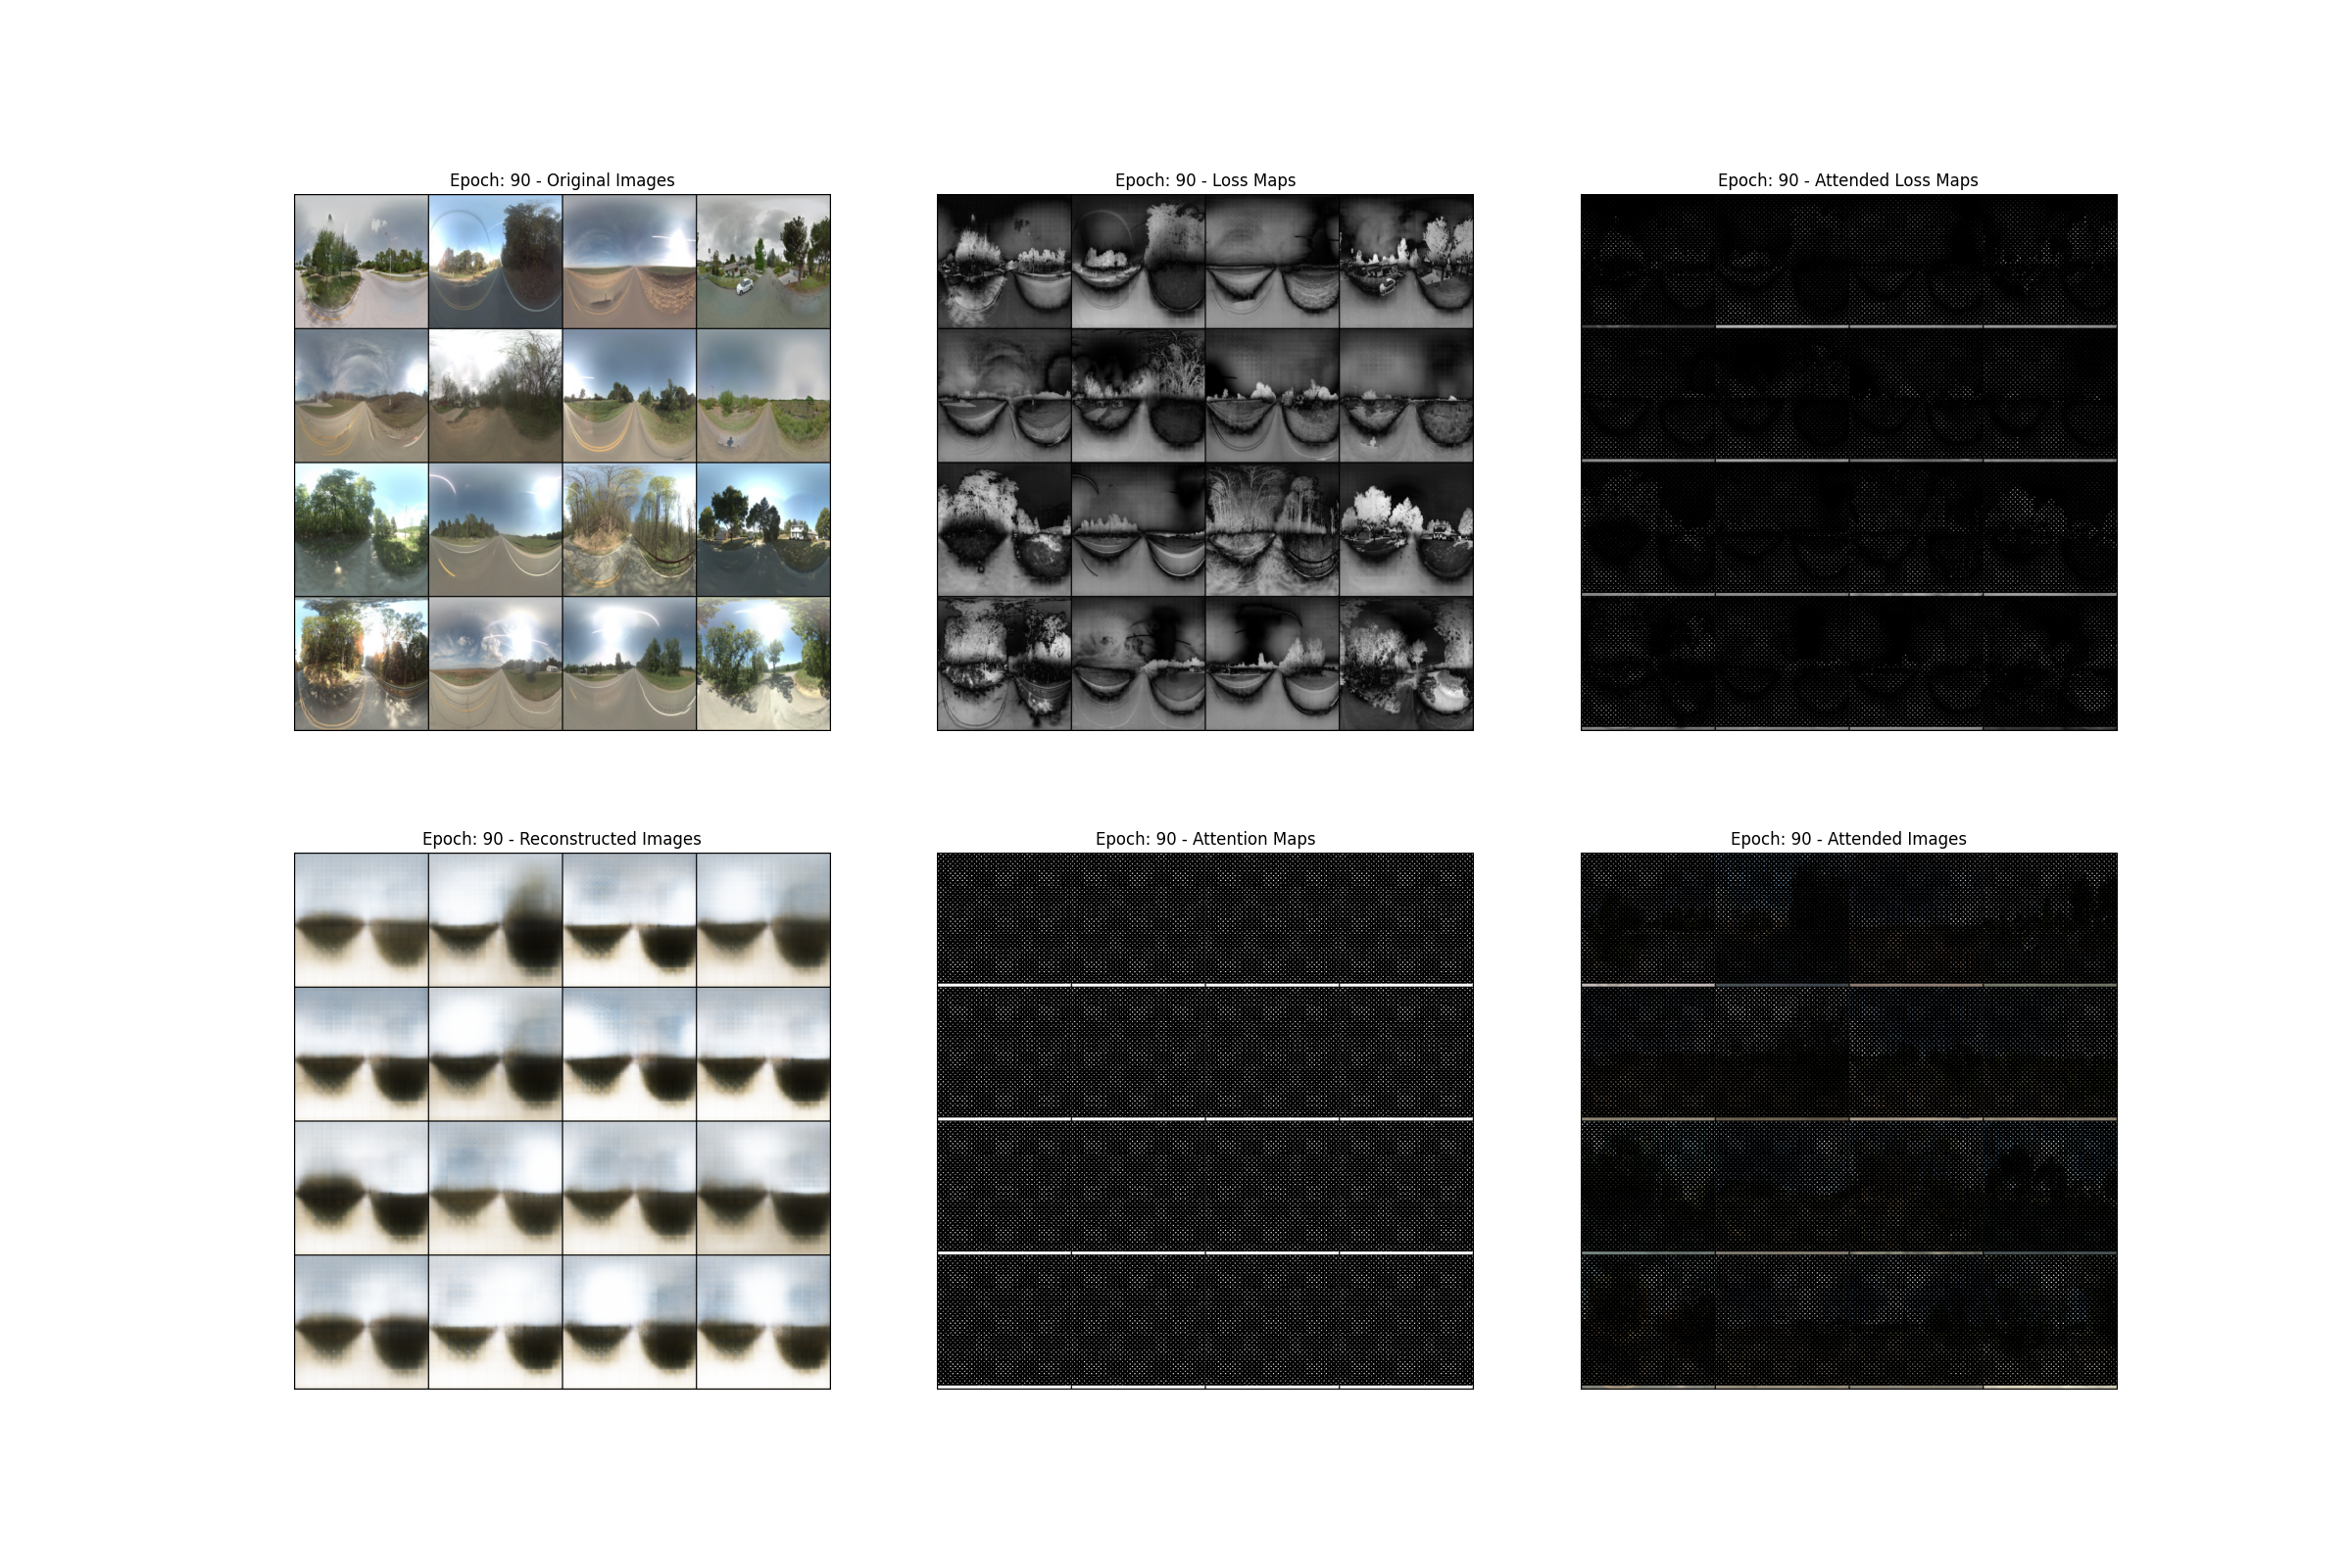 Epoch: 90 - Original Images
Epoch: 90 - Loss Maps
Epoch: 90 - Attended Loss Maps
Epoch: 90 - Reconstructed Images
Epoch: 90 - Attention Maps
Epoch: 90 - Attended Images